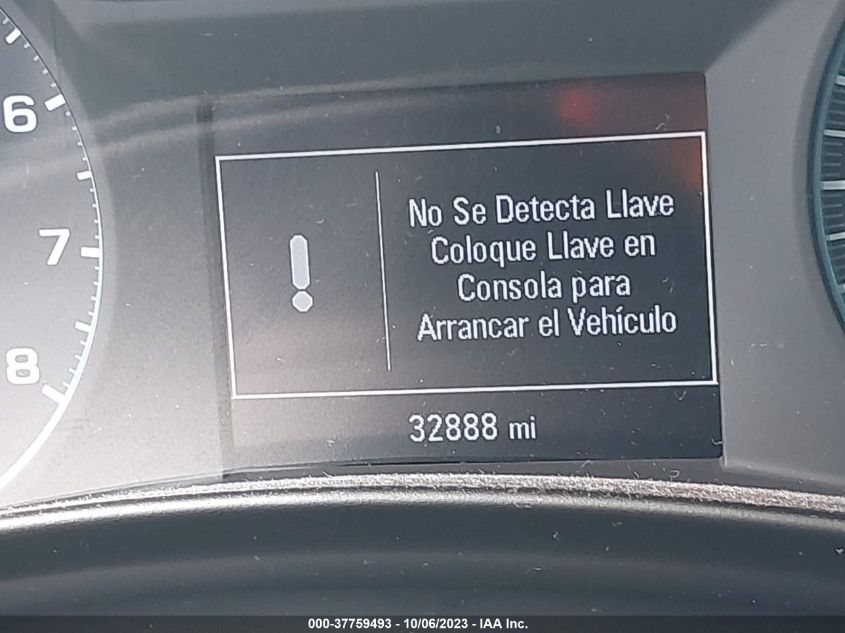 6
7
8
No Se Detecta Llave
Coloque Llave en
Consola para
Arrancar el Vehículo
32888 mi
000-37759493 - 10/06/2023 - IAA Inc.